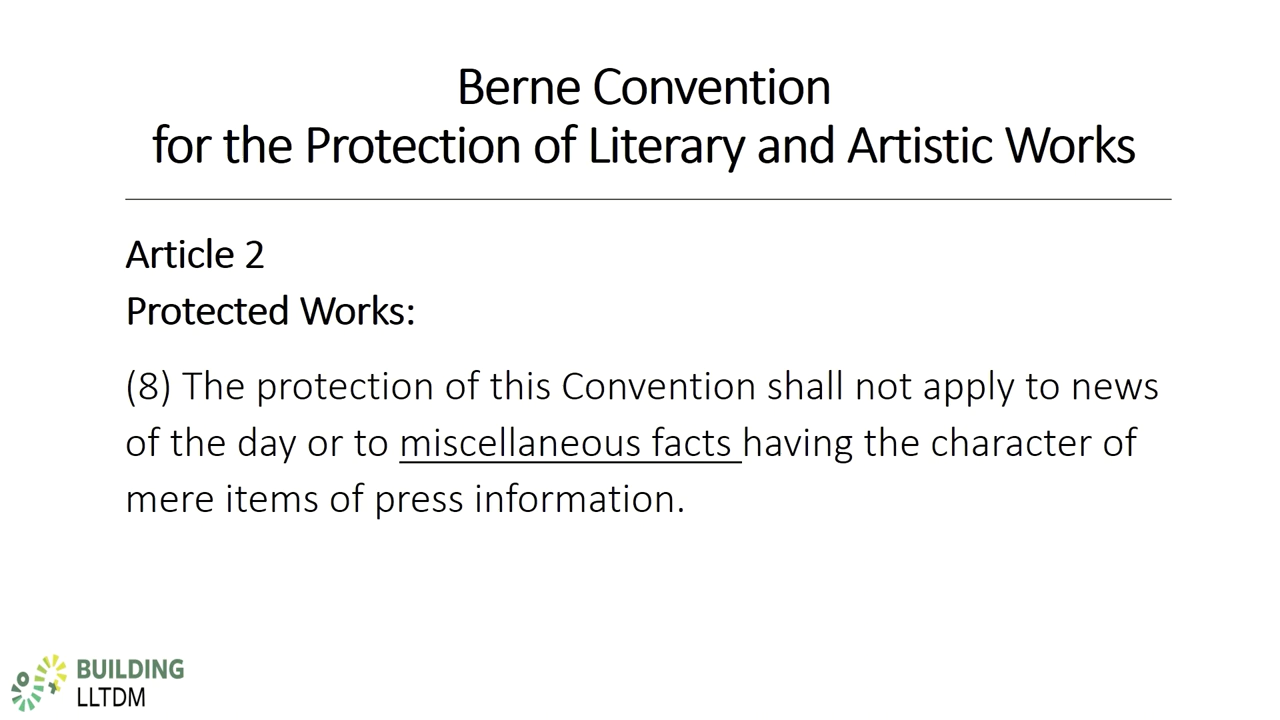 Berne Convention
for the Protection of Literary and Artistic Works
Article 2
Protected Works:
(8) The protection of this Convention shall not apply to news
of the day or to miscellaneous facts having the character of
mere items of press information.
BUILDING
LLTDM